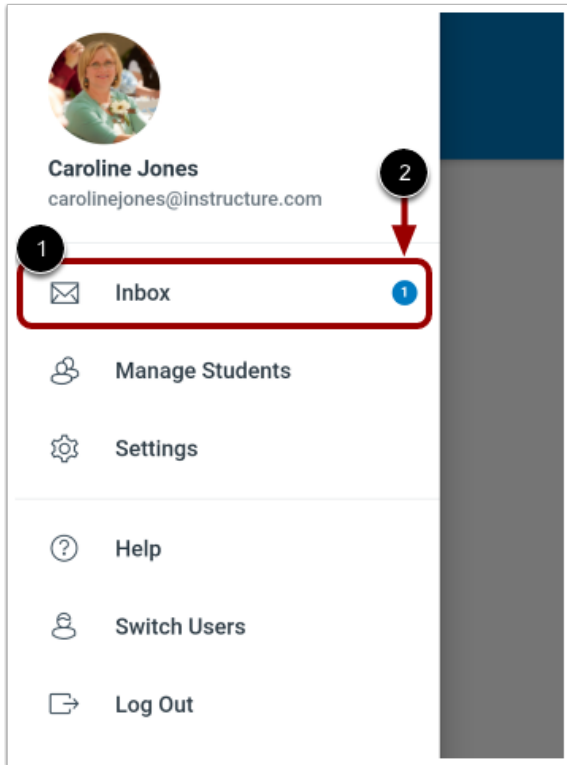 Caroline Jones
carolinejones@instructure.com
2
1
Inbox
1
Manage Students
Settings
Help
Switch Users
Log Out